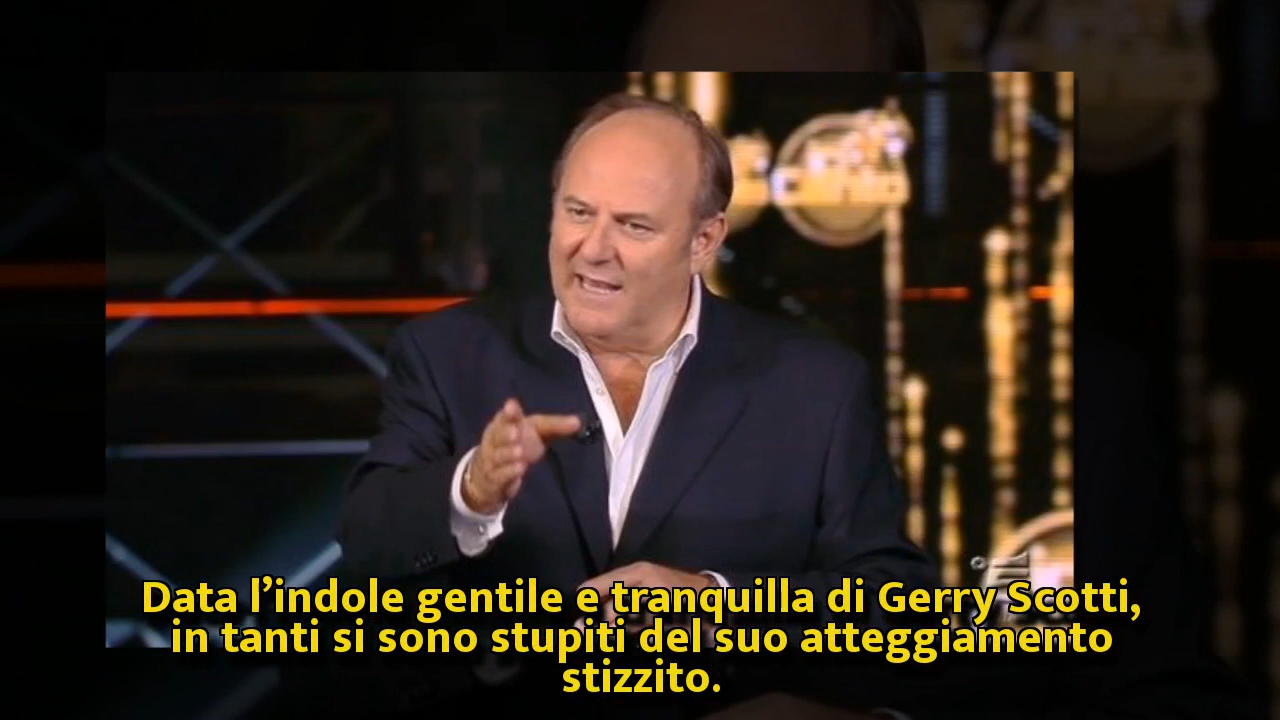 Data l’indole gentile e tranquilla di Gerry Scotti,
in tanti si sono stupiti del suo atteggiamento
stizzito.